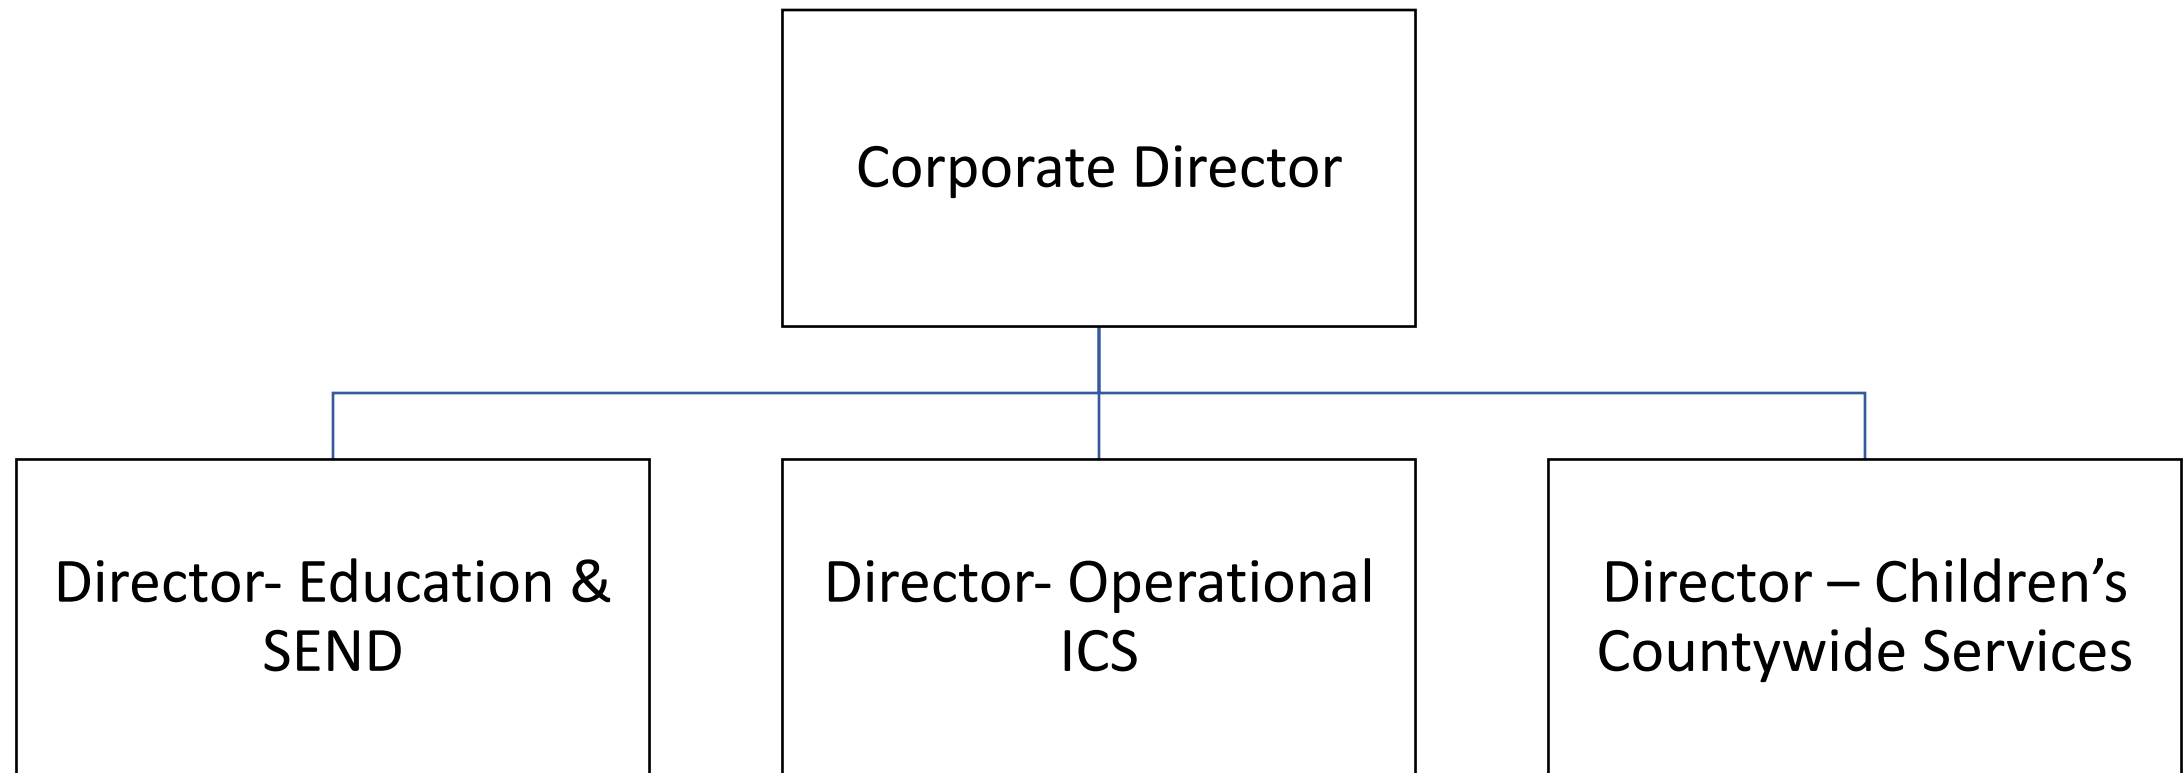 Corporate Director
Director- Education &
SEND
Director- Operational
ICS
Director – Children’s
Countywide Services